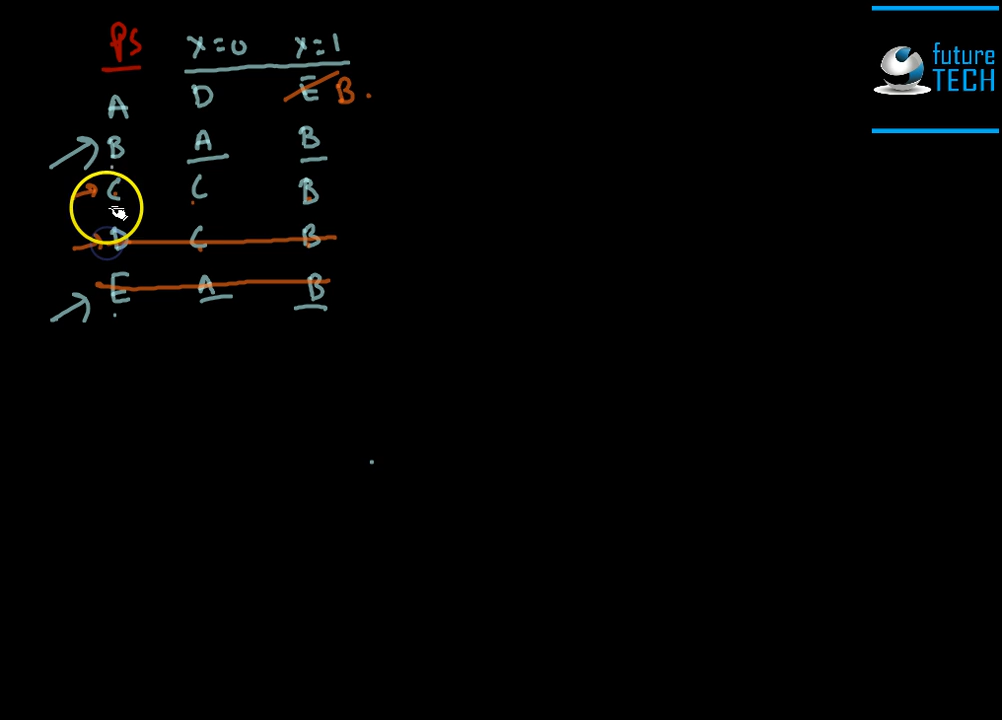 PS X=0 X=1
A D E B.
B A B
C C B
D C B
E A B
future
TECH